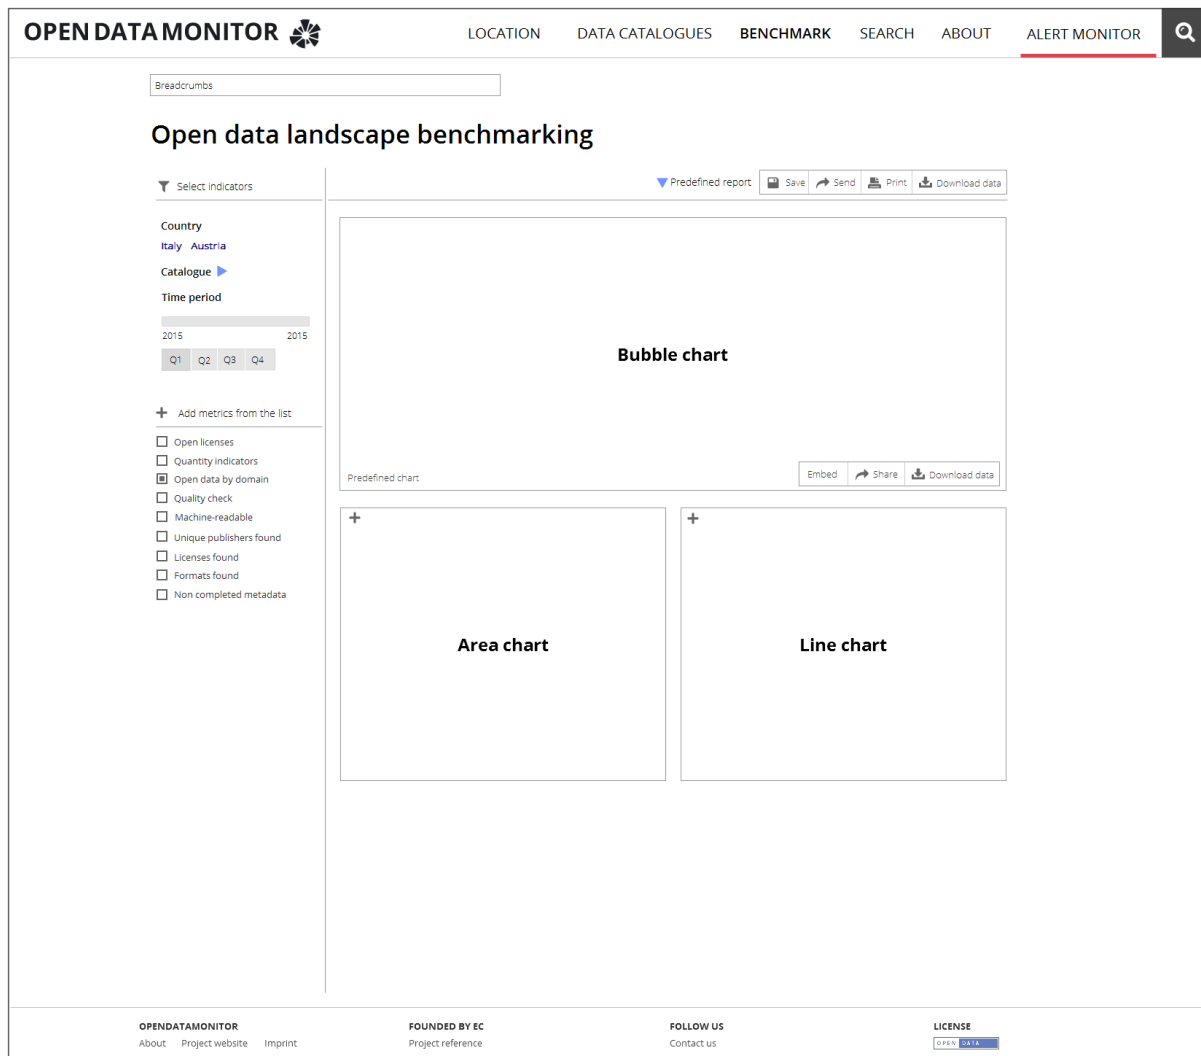 OPEN DATA MONITOR LOCATION DATA CATALOGUES BENCHMARK SEARCH ABOUT ALERT MONITOR
Breadcrumbs
Open data landscape benchmarking
Select indicators
Predefined report Save Send Print Download data
Country
Italy Austria
Catalogue
Time period
2015 2015
Q1 Q2 Q3 Q4
Add metrics from the list
Open licenses
Quantity indicators
Open data by domain
Quality check
Machine-readable
Unique publishers found
Licenses found
Formats found
Non completed metadata
Bubble chart
Predefined chart Embed Share Download data
+ +
Area chart Line chart
OPENDATAMONITOR FOUNDED BY EC FOLLOW US LICENSE
About Project website Imprint Project reference Contact us OPEN DATA